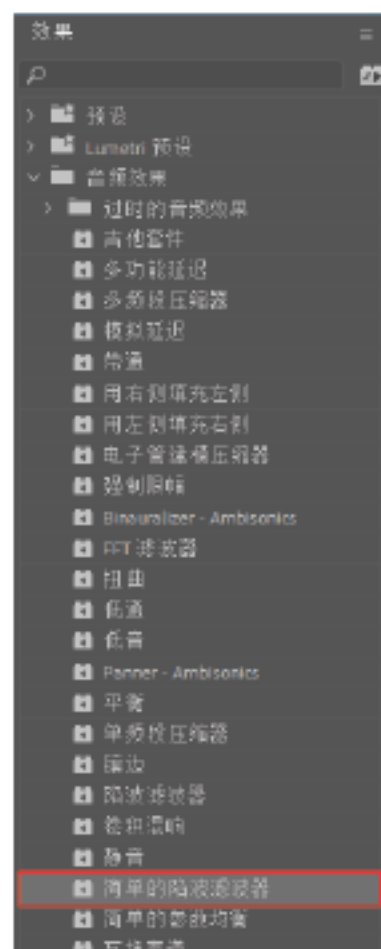 效果
预设
Lumetri 预设
音频效果
过时的音频效果
吉他套件
多功能延迟
多频段压缩器
模拟延迟
带通
用右侧填充左侧
用左侧填充右侧
电子管建模压缩器
强制限幅
Binauralizer - Ambisonics
FFT 滤波器
扭曲
低通
低音
Panner - Ambisonics
平衡
单频段压缩器
镶边
陷波滤波器
卷积混响
静音
简单的陷波滤波器
简单的参数均衡
互换声道